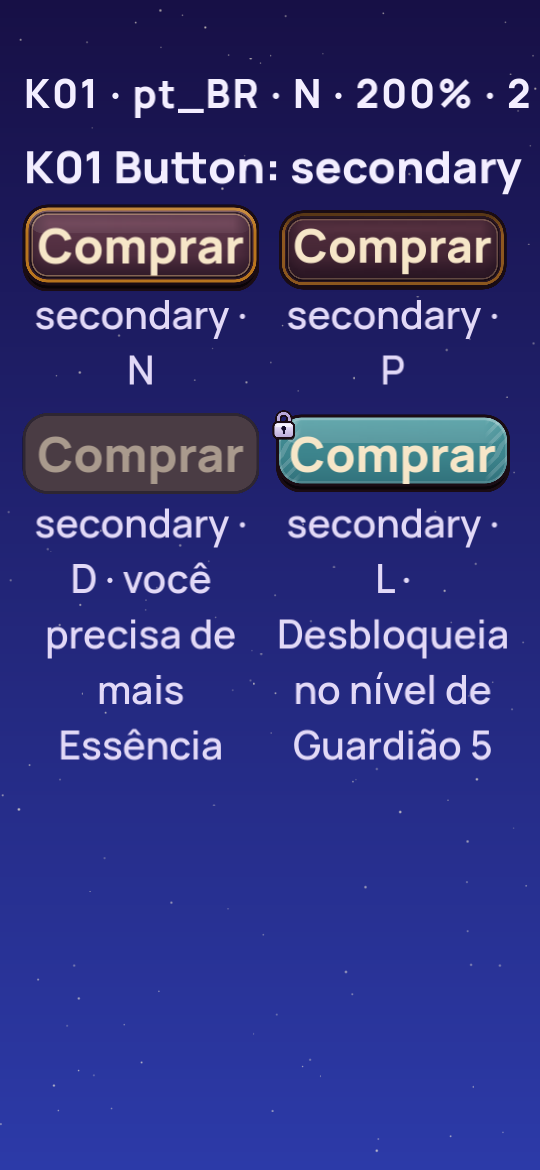 K01 · pt_BR · N · 200% · 2
K01 Button: secondary
Comprar
Comprar
secondary ·
N
secondary ·
P
Comprar
Comprar
secondary ·
D · você
precisa de
mais
Essência
secondary ·
L ·
Desbloqueia
no nível de
Guardião 5